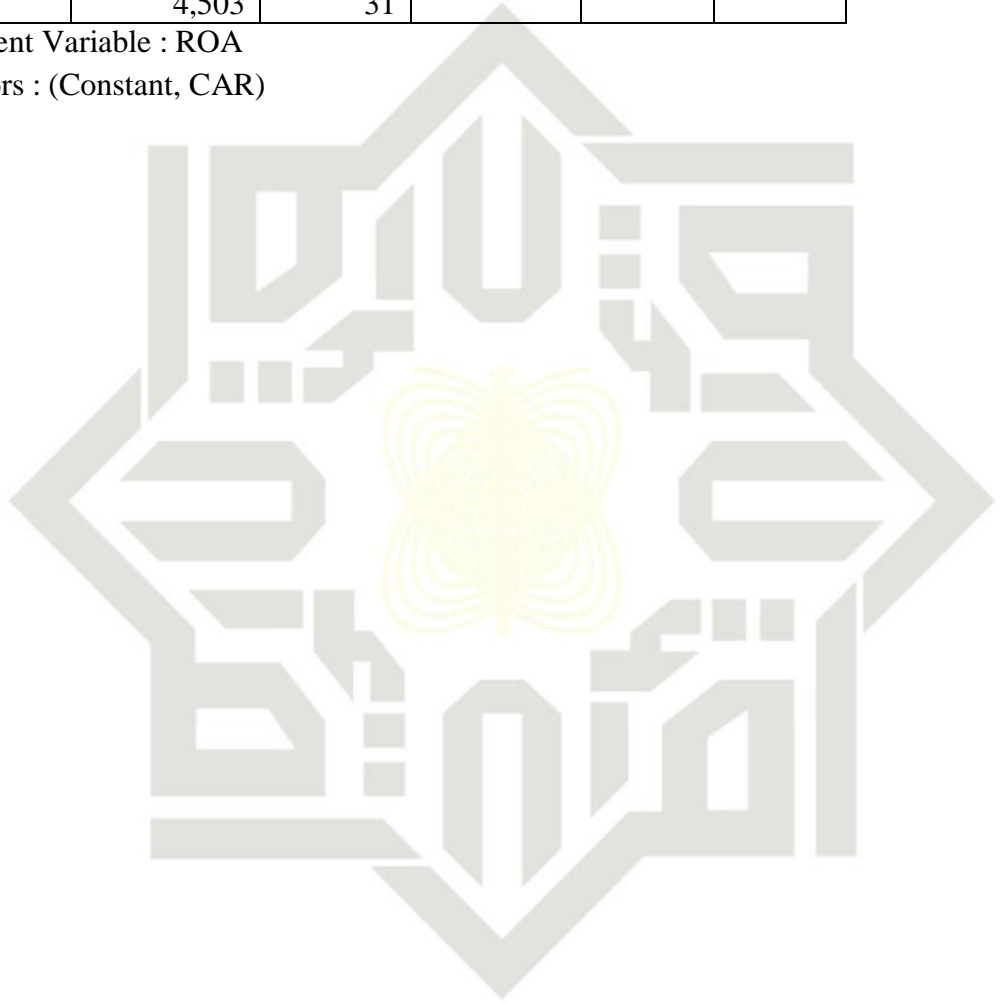 4,503 31
ent Variable : ROA
rs : (Constant, CAR)